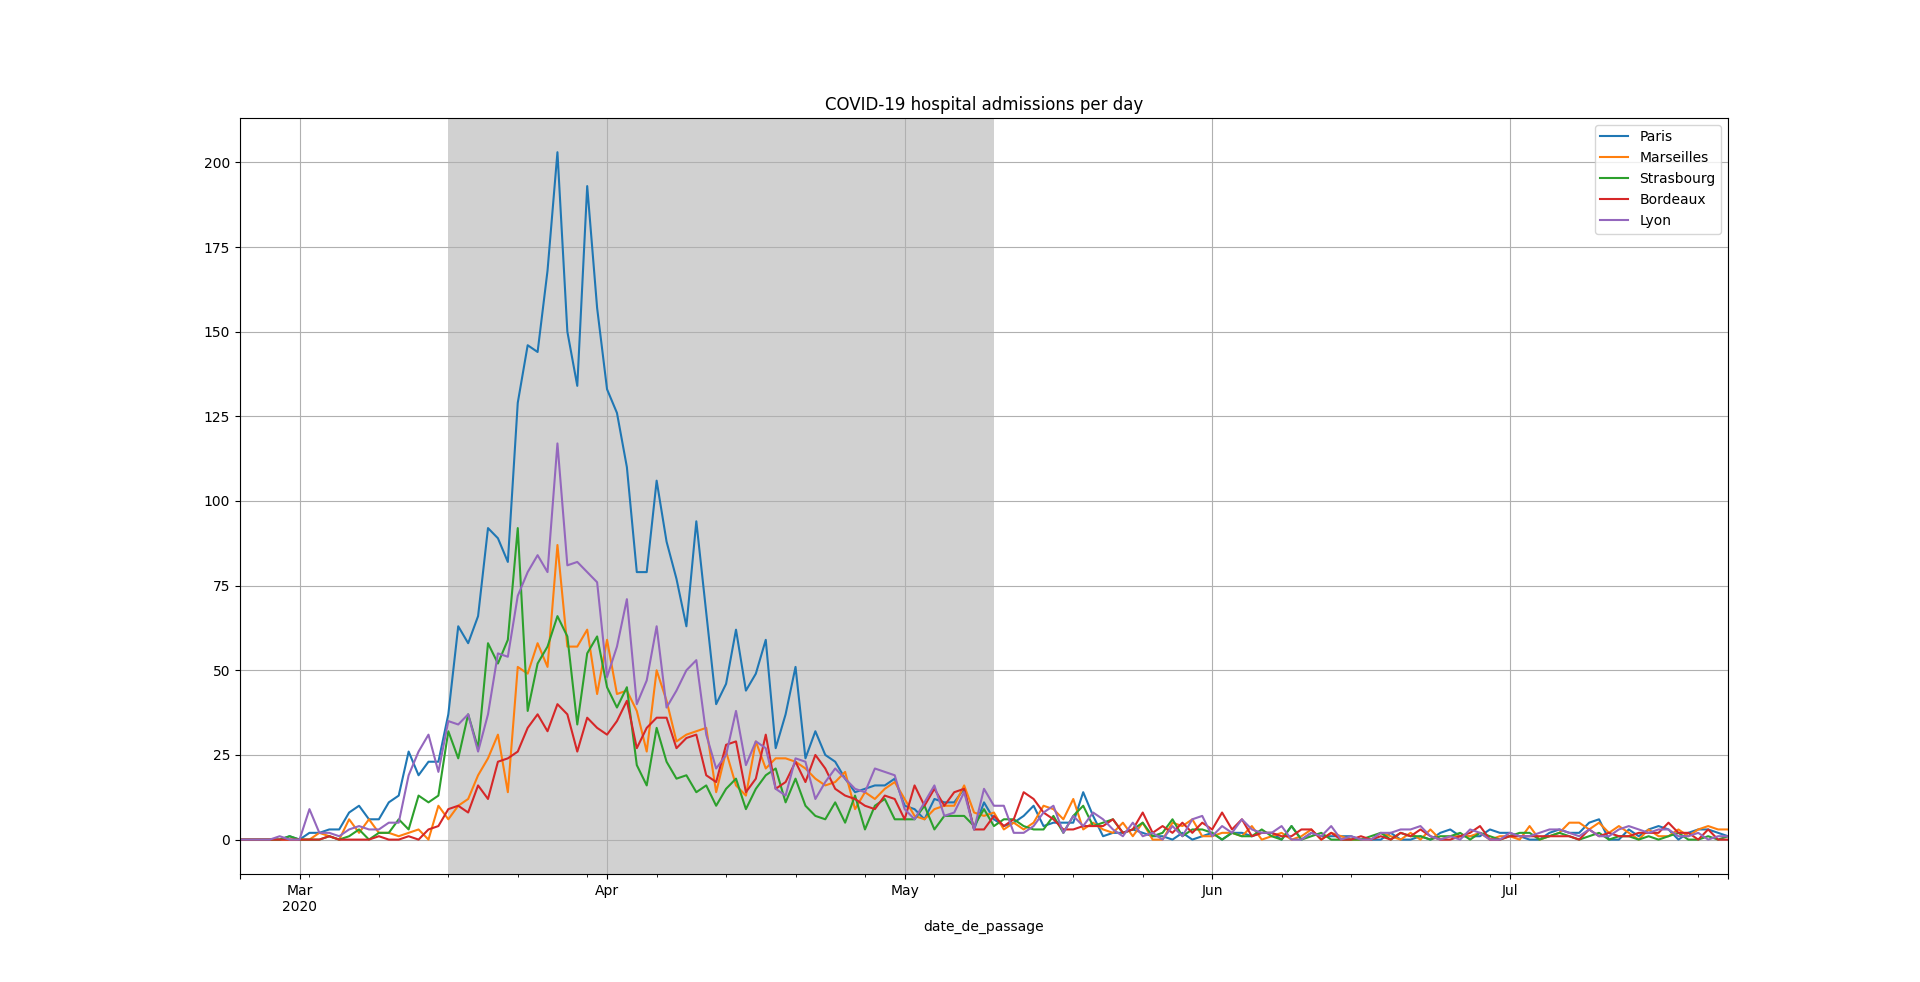 COVID-19 hospital admissions per day
Paris
Marseilles
Strasbourg
Bordeaux
Lyon
200
175
150
125
100
75
50
25
0
Mar
2020
Apr
May
Jun
Jul
date_de_passage